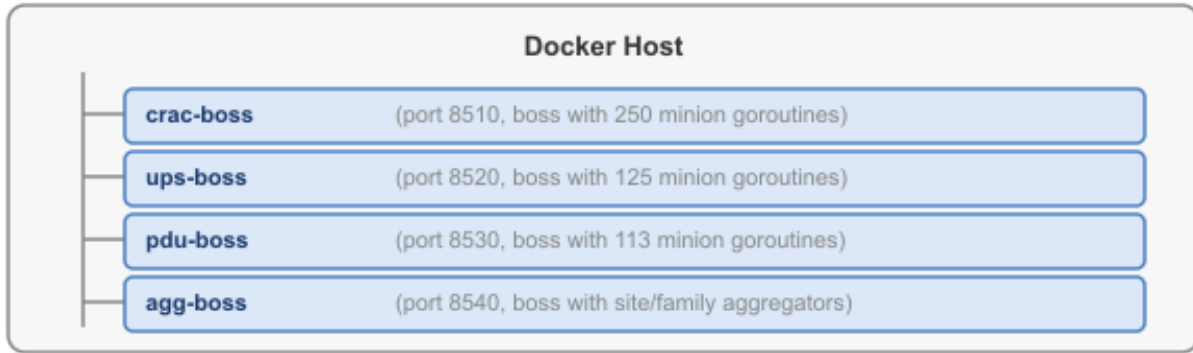 Docker Host
crac-boss (port 8510, boss with 250 minion goroutines)
ups-boss (port 8520, boss with 125 minion goroutines)
pdu-boss (port 8530, boss with 113 minion goroutines)
agg-boss (port 8540, boss with site/family aggregators)